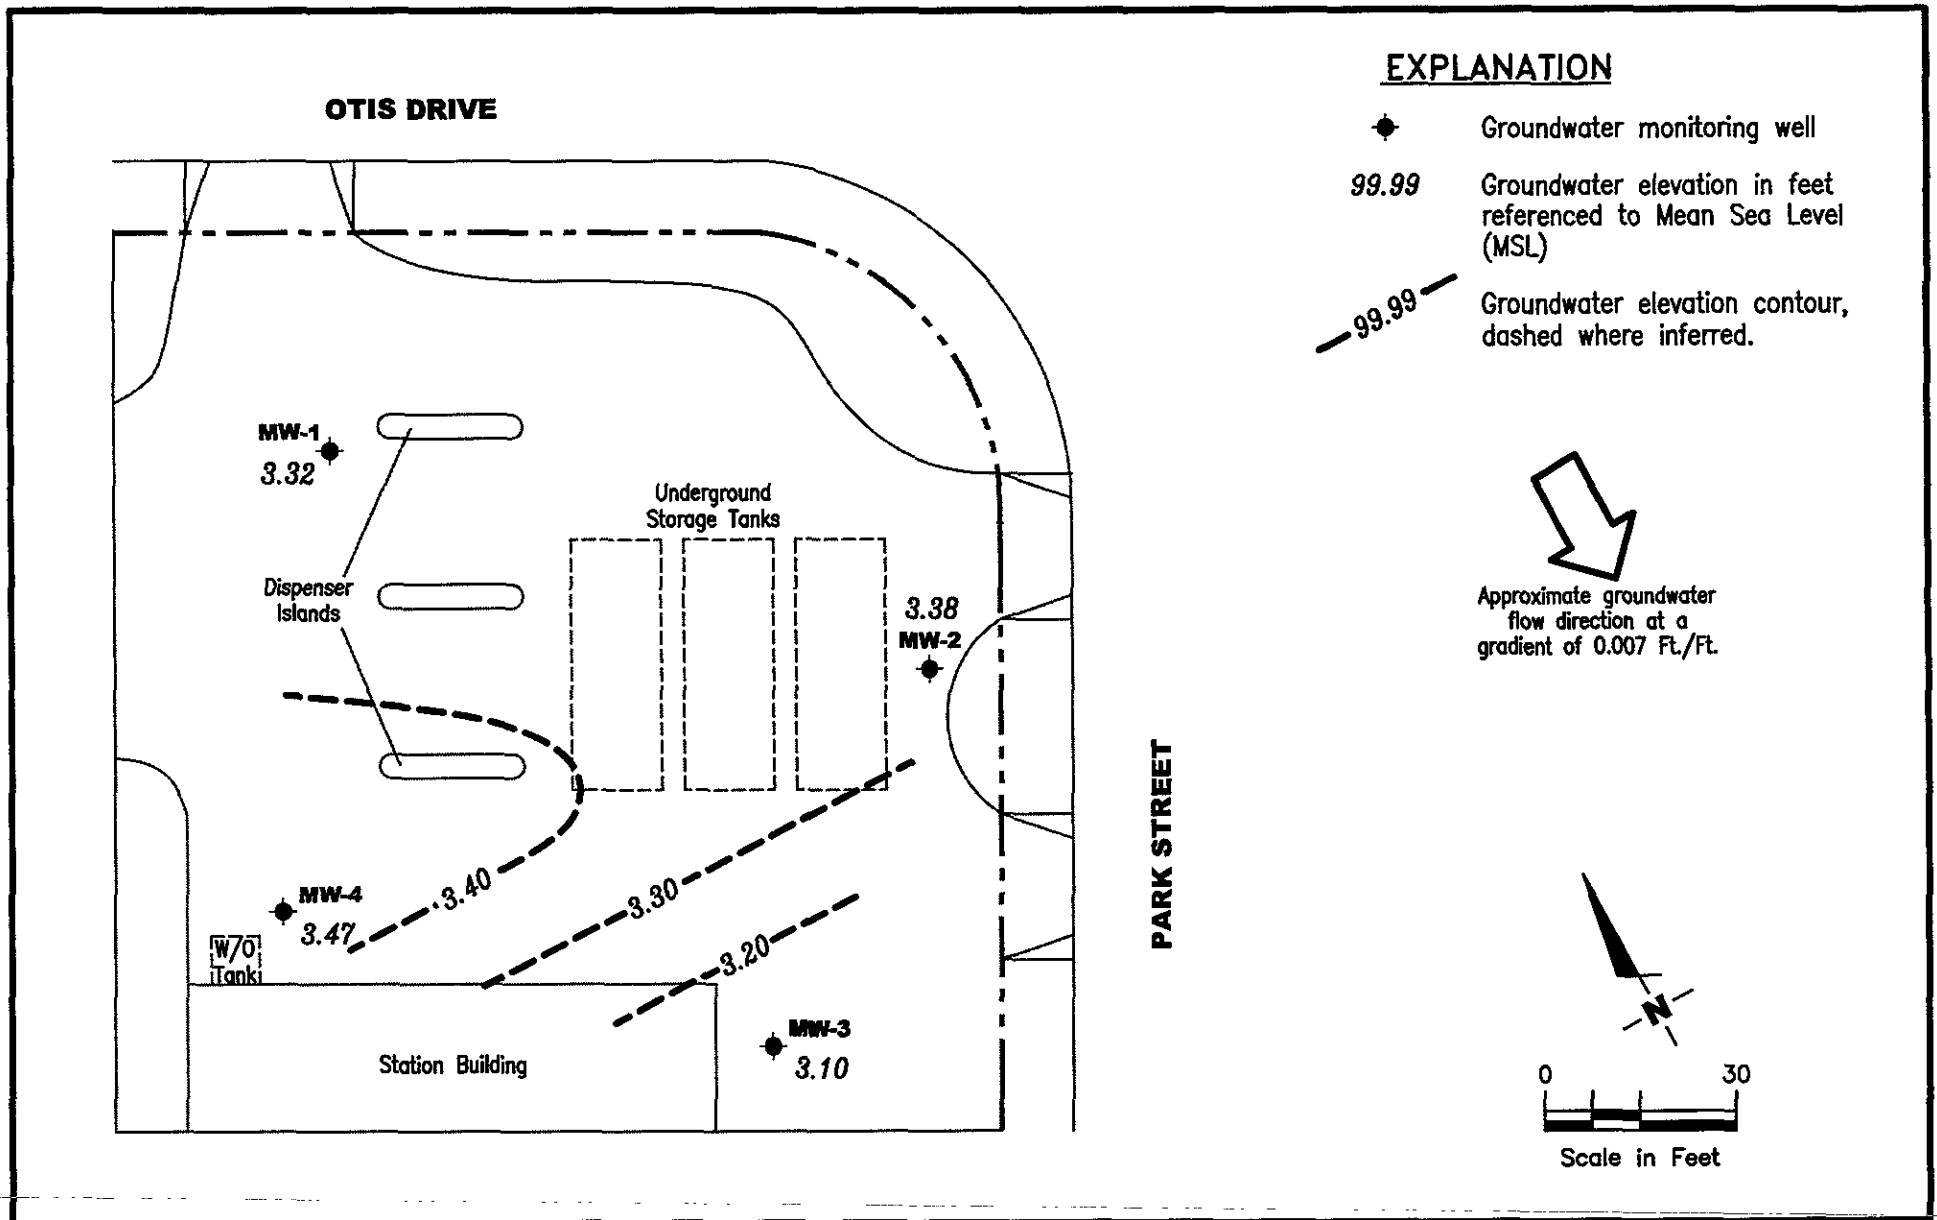 EXPLANATION
OTIS DRIVE
Groundwater monitoring well
99.99
Groundwater elevation in feet
referenced to Mean Sea Level
(MSL)
99.99
Groundwater elevation contour,
dashed where inferred.
MW-1
3.32
Underground
Storage Tanks
Dispenser
Islands
3.38
MW-2
Approximate groundwater
flow direction at a
gradient of 0.007 Ft./Ft.
PARK STREET
3.40
3.30
3.20
MW-4
3.47
W/O
Tank
N
MW-3
3.10
Station Building
0 30
Scale in Feet